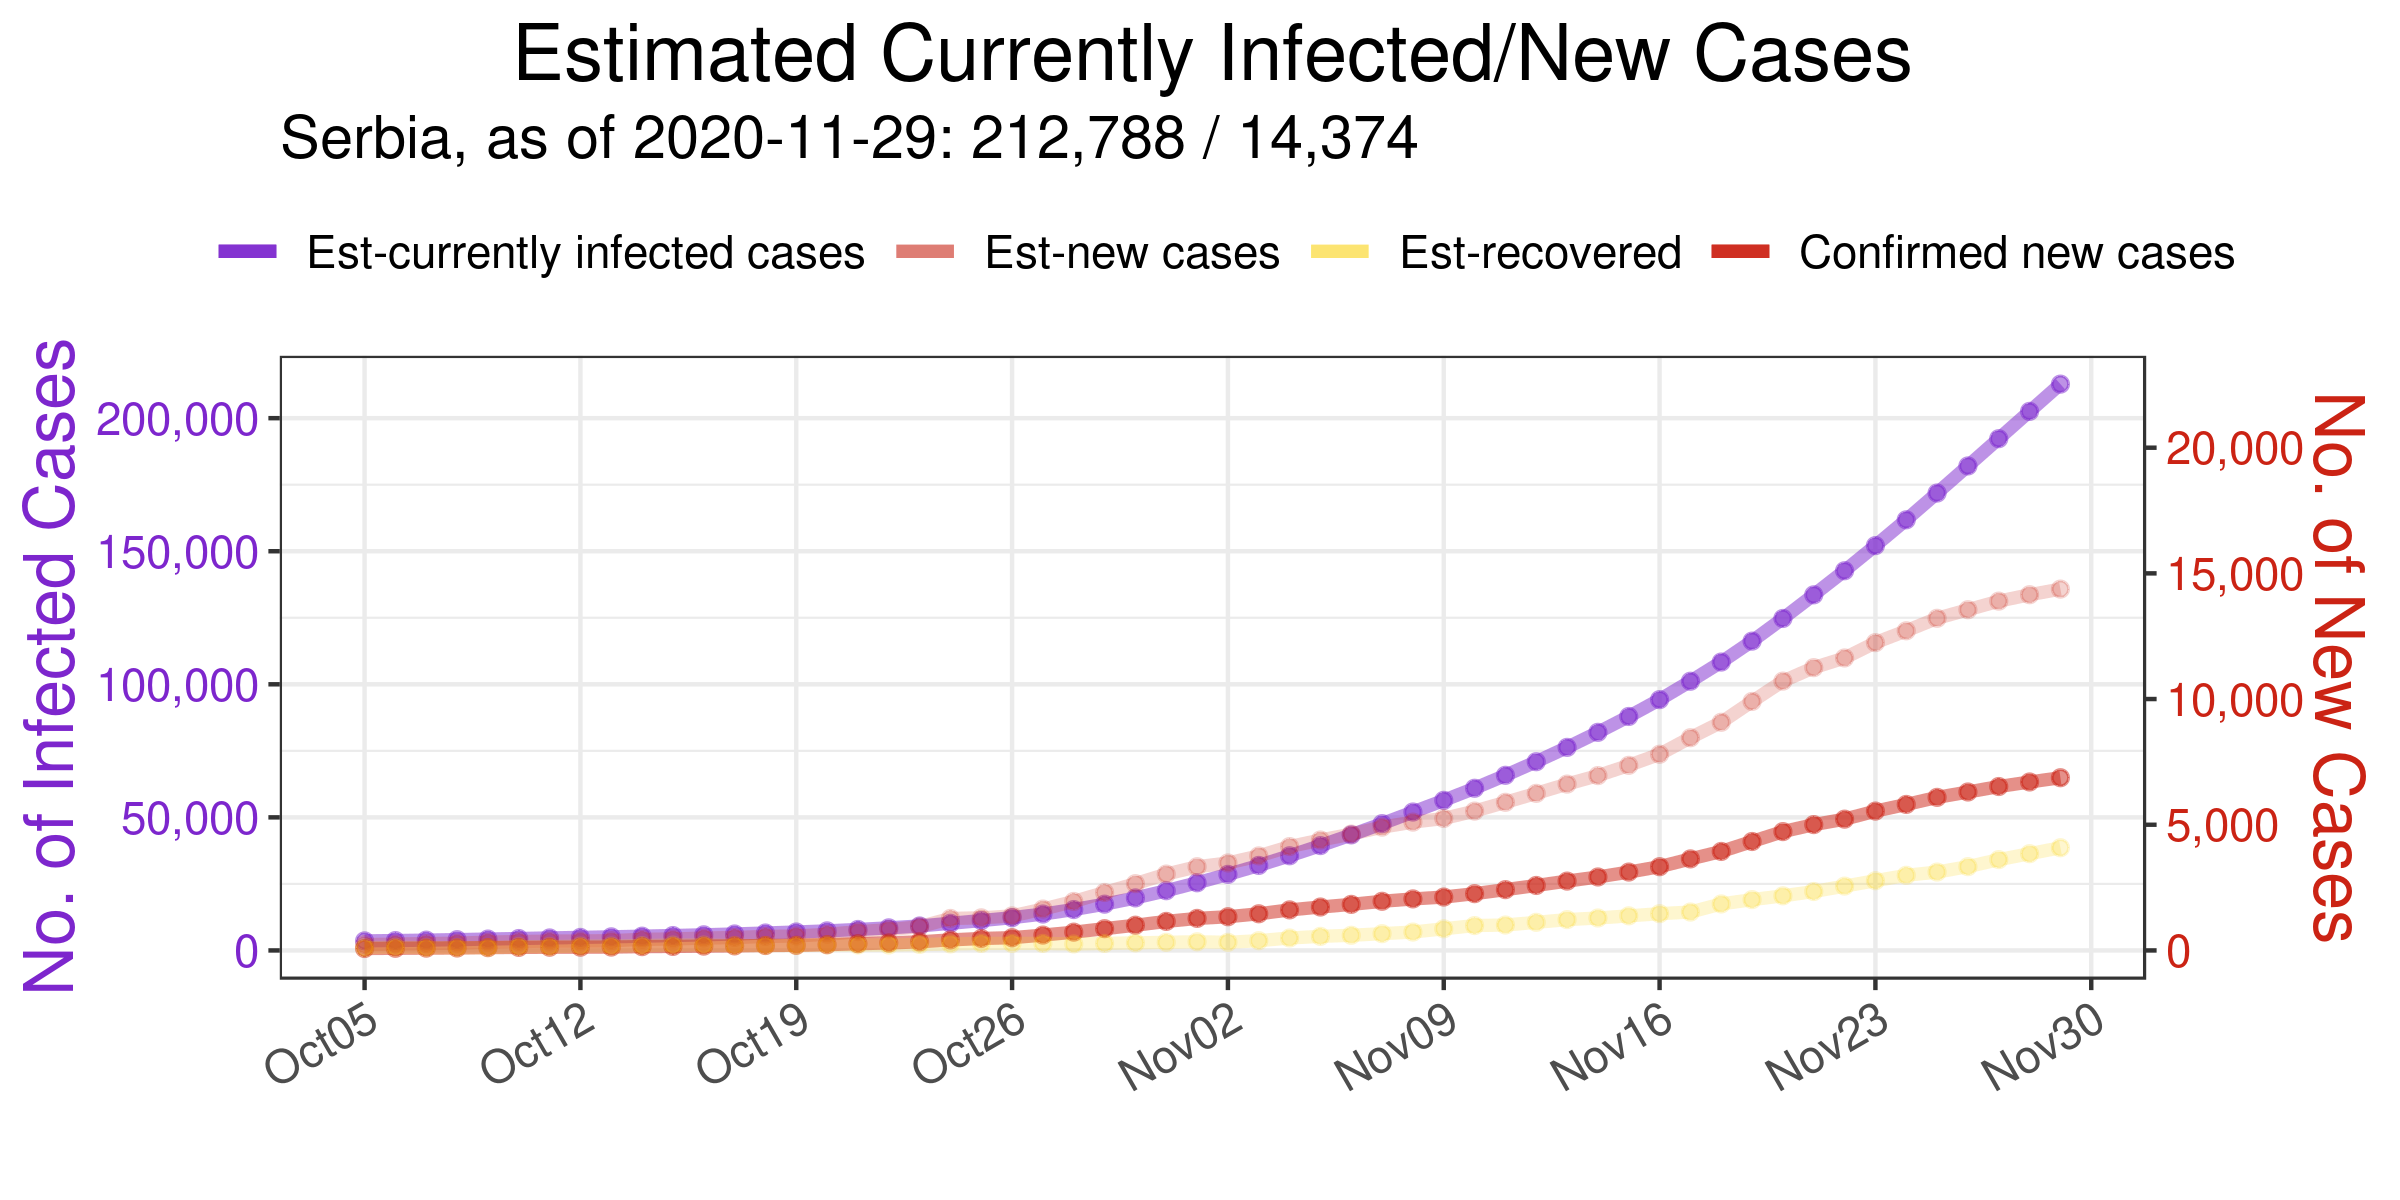 Estimated Currently Infected/New Cases
Serbia, as of 2020-11-29: 212,788 / 14,374
Est-currently infected cases Est-new cases Est-recovered Confirmed new cases
No. of Infected Cases
200,000
150,000
100,000
50,000
0
20,000
15,000
10,000
5,000
0
No. of New Cases
Oct05 Oct12 Oct19 Oct26 Nov02 Nov09 Nov16 Nov23 Nov30